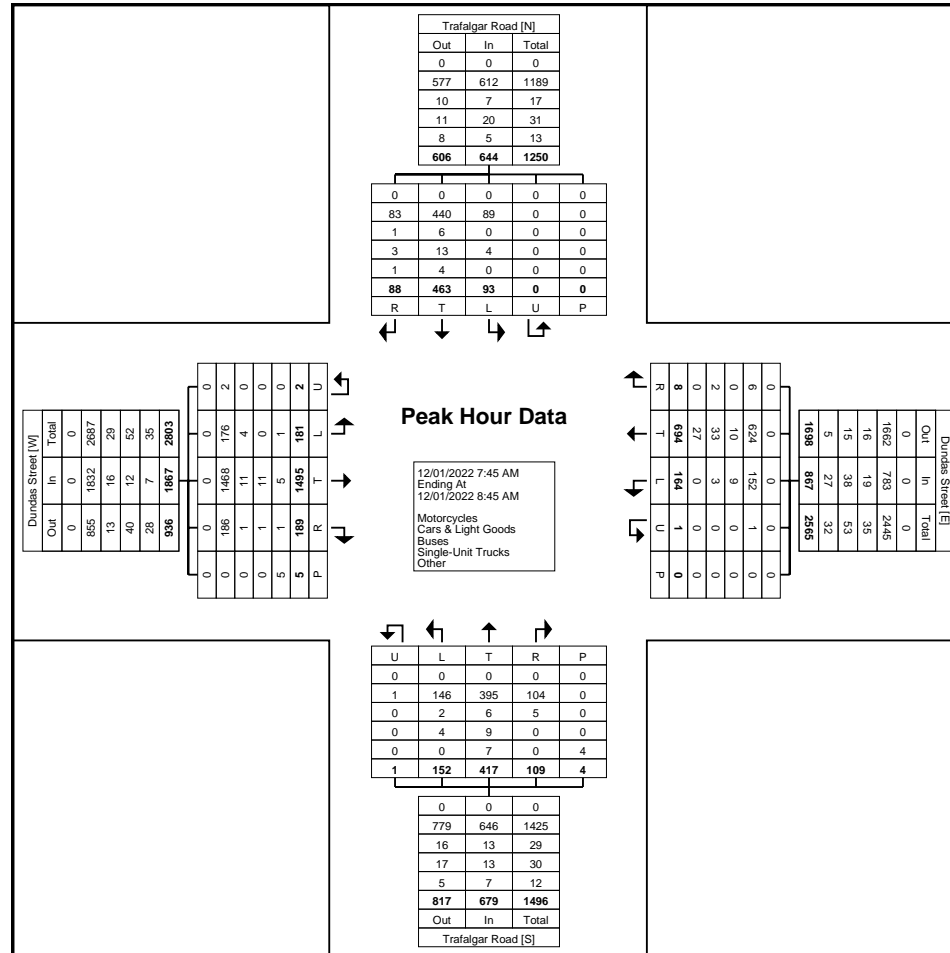 Trafalgar Road [N]
Out In Total
0 0 0
577 612 1189
10 7 17
11 20 31
8 5 13
606 644 1250
0 0 0 0 0
83 440 89 0 0
1 6 0 0 0
3 13 4 0 0
1 4 0 0 0
88 463 93 0 0
R T L U P
Dundas Street [W]
Out In Total
0 0 0
855 1832 2687
13 16 29
40 12 52
28 7 35
936 1867 2803
0 0 0 0 0
0 186 1468 176 2
0 1 11 4 0
0 1 11 0 0
5 1 5 1 0
5 189 1495 181 2
P R T L U
Peak Hour Data
12/01/2022 7:45 AM
Ending At
12/01/2022 8:45 AM
Motorcycles
Cars & Light Goods
Buses
Single-Unit Trucks
Other
Dundas Street [E]
Out In Total
0 0 0
1662 783 2445
16 19 35
15 38 53
5 27 32
1698 867 2565
0 0 0 0 0
6 624 152 1 0
0 10 9 0 0
2 33 3 0 0
0 27 0 0 0
8 694 164 1 0
R T L U P
U L T R P
0 0 0 0 0
1 146 395 104 0
0 2 6 5 0
0 4 9 0 0
0 0 7 0 4
1 152 417 109 4
0 0 0
779 646 1425
16 13 29
17 13 30
5 7 12
817 679 1496
Out In Total
Trafalgar Road [S]